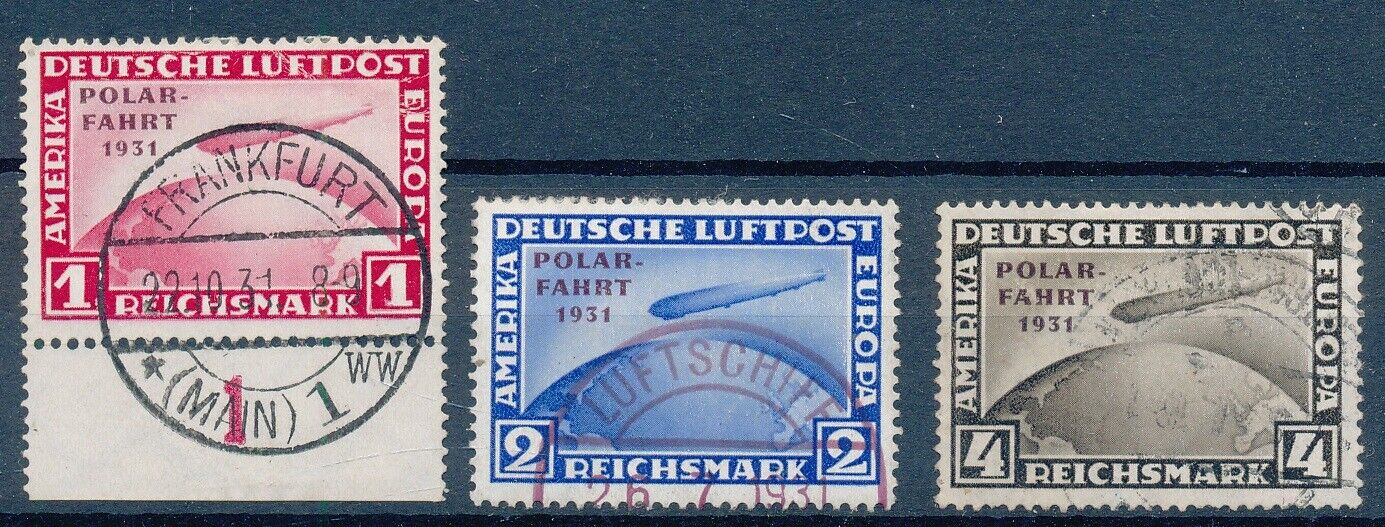 DEUTSCHE LUFTPOST
AMERIKA
EUROPA
POLAR-
FAHRT
1931
1
1
REICHSMARK
FRANKFURT
22.10.31 8-9
* (MAIN) 1 WW
1
DEUTSCHE LUFTPOST
AMERIKA
EUROPA
POLAR-
FAHRT
1931
2
2
REICHSMARK
LUFTSCHIFF
26.7.1931
DEUTSCHE LUFTPOST
AMERIKA
EUROPA
POLAR-
FAHRT
1931
4
4
REICHSMARK